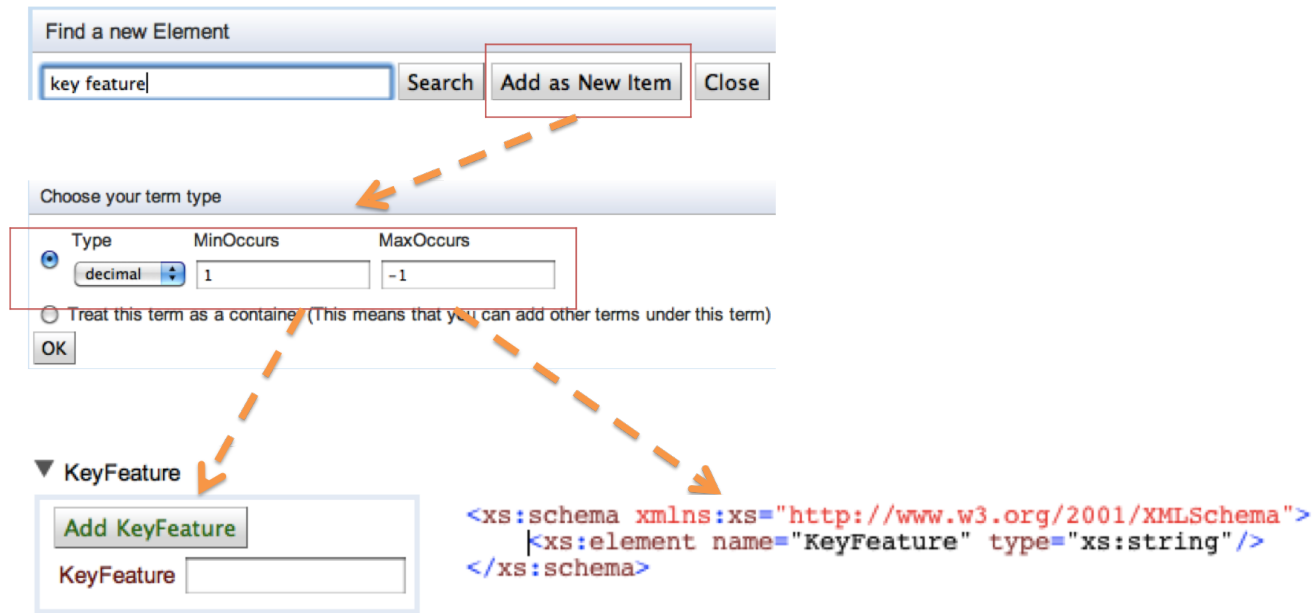 Find a new Element
key feature Search Add as New Item Close
Choose your term type
Type MinOccurs MaxOccurs
decimal 1 -1
Treat this term as a container (This means that you can add other terms under this term)
OK
KeyFeature
Add KeyFeature
KeyFeature
<xs:schema xmlns:xs="http://www.w3.org/2001/XMLSchema">
<xs:element name="KeyFeature" type="xs:string"/>
</xs:schema>